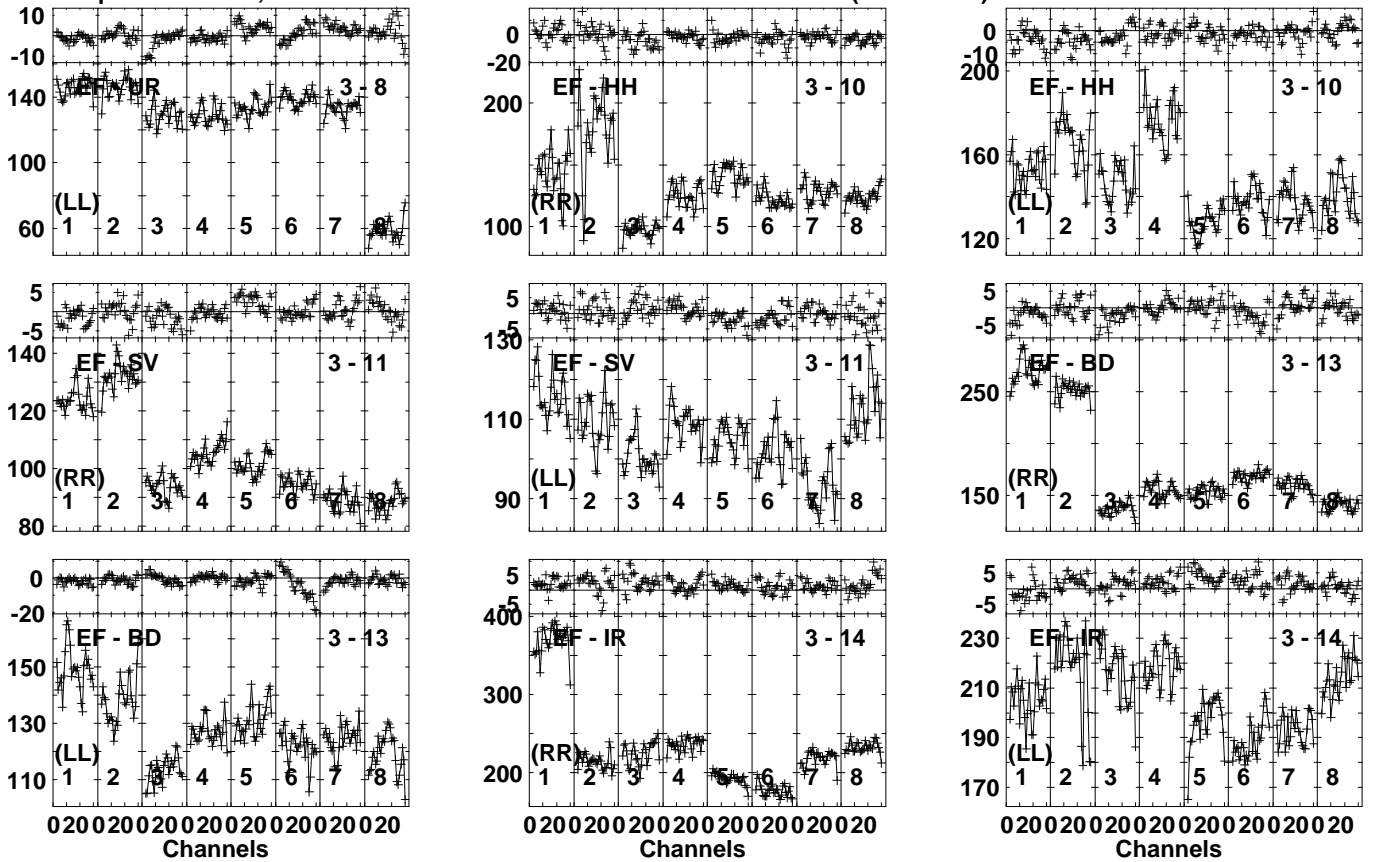 10
0
-10
EF - UR 3 - 8
140
100
60
(LL)
1 2 3 4 5 6 7 8
0
-20
EF - HH 3 - 10
200
100
(RR)
1 2 3 4 5 6 7 8
0
-10
EF - HH 3 - 10
200
160
120
(LL)
1 2 3 4 5 6 7 8
5
-5
EF - SV 3 - 11
140
120
100
80
(RR)
1 2 3 4 5 6 7 8
5
-5
EF - SV 3 - 11
130
110
90
(LL)
1 2 3 4 5 6 7 8
5
-5
EF - BD 3 - 13
250
150
(RR)
1 2 3 4 5 6 7 8
0
-20
EF - BD 3 - 13
150
130
110
(LL)
1 2 3 4 5 6 7 8
0 20 0 20 0 20 0 20 0 20 0 20 0 20 0 20
Channels
5
-5
EF - IR 3 - 14
400
300
200
(RR)
1 2 3 4 5 6 7 8
0 20 0 20 0 20 0 20 0 20 0 20 0 20 0 20
Channels
5
-5
EF - IR 3 - 14
230
210
190
170
(LL)
1 2 3 4 5 6 7 8
0 20 0 20 0 20 0 20 0 20 0 20 0 20 0 20
Channels